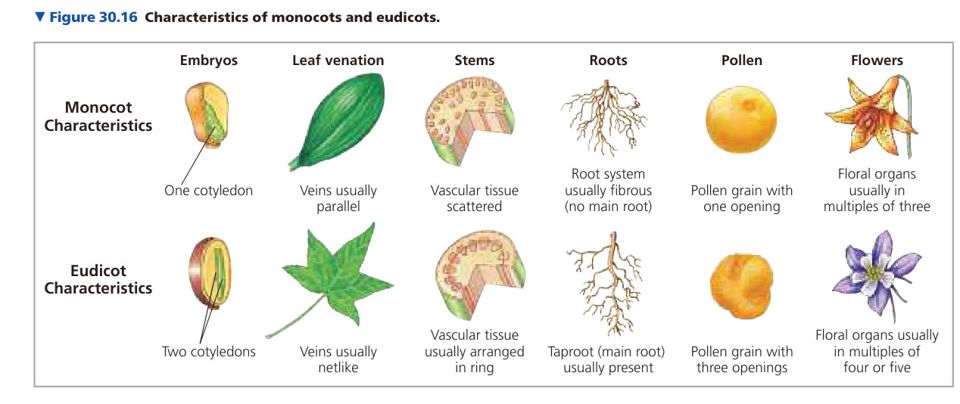 ▼ Figure 30.16 Characteristics of monocots and eudicots.
Embryos
Leaf venation
Stems
Roots
Pollen
Flowers
Monocot
Characteristics
One cotyledon
Veins usually
parallel
Vascular tissue
scattered
Root system
usually fibrous
(no main root)
Pollen grain with
one opening
Floral organs
usually in
multiples of three
Eudicot
Characteristics
Two cotyledons
Veins usually
netlike
Vascular tissue
usually arranged
in ring
Taproot (main root)
usually present
Pollen grain with
three openings
Floral organs usually
in multiples of
four or five